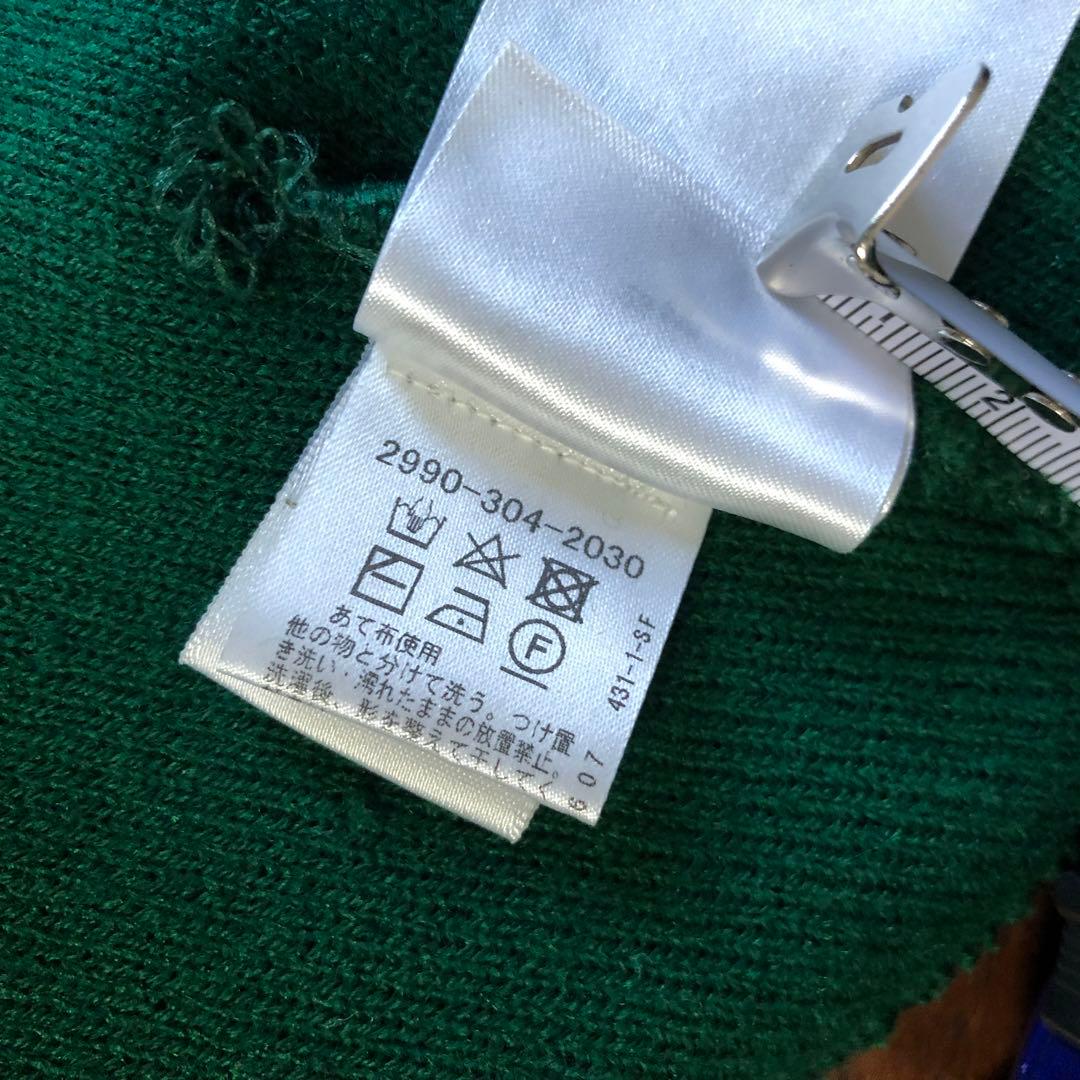 2990-304-2030
F
あて布使用
他の物と分けて洗う。つけ置
き洗い・濡れたままの放置禁止。
洗濯後、形を整えて干してく
431-1-SF
607
2